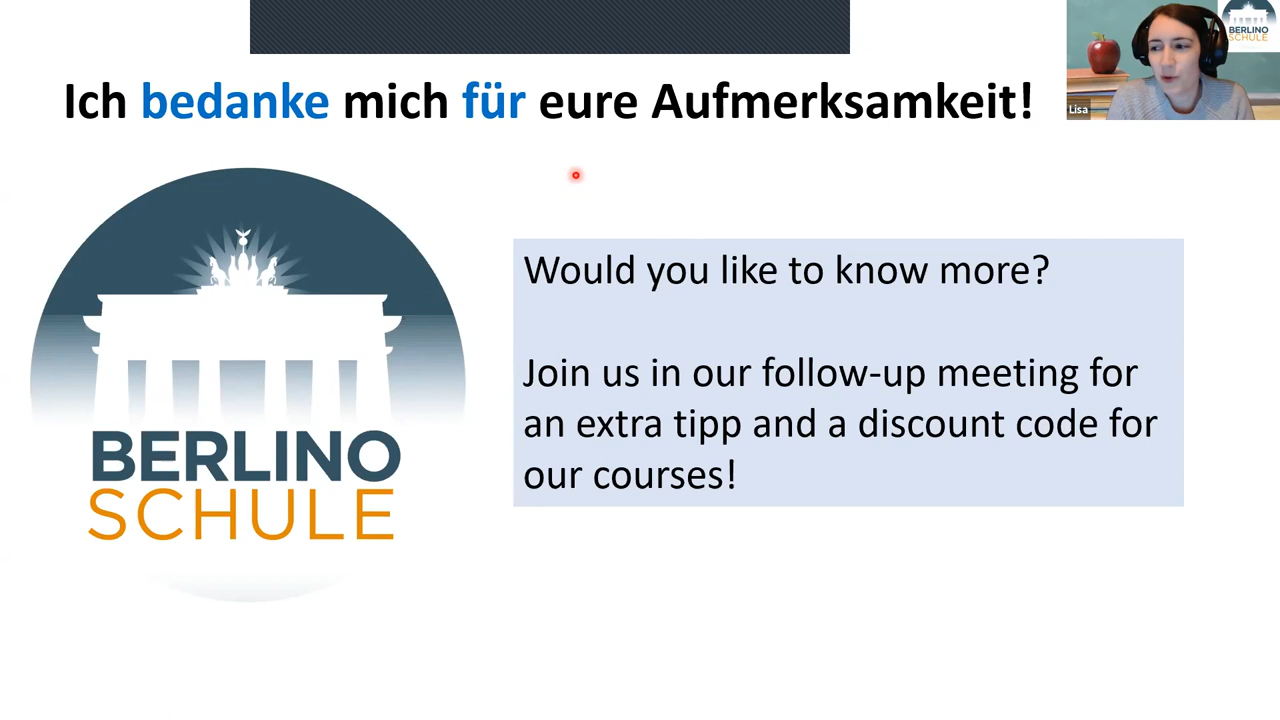 Ich bedanke mich für eure Aufmerksamkeit!
Lisa
BERLINO
SCHULE
Would you like to know more?
Join us in our follow-up meeting for
an extra tipp and a discount code for
our courses!
BERLINO
SCHULE